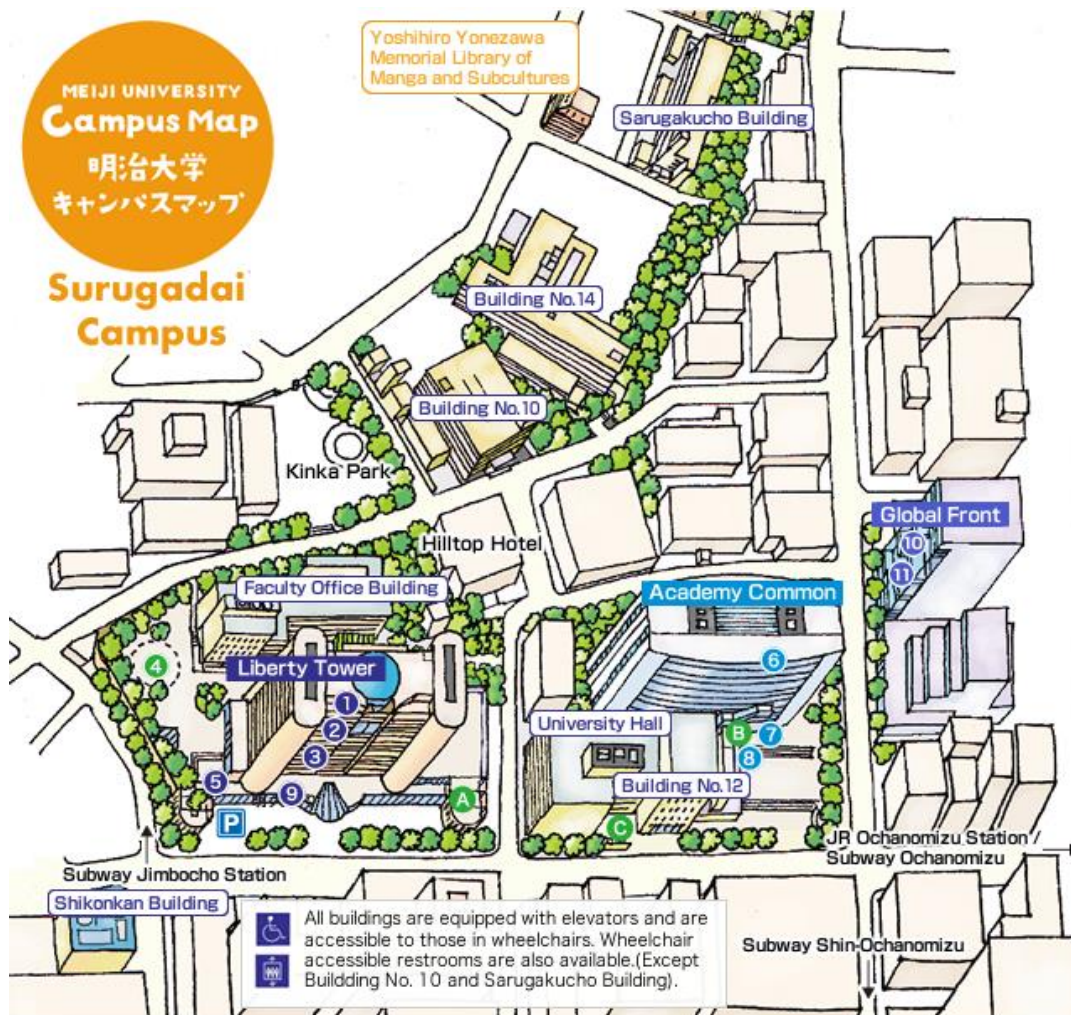 MEIJI UNIVERSITY
Campus Map
明治大学
キャンパスマップ
Surugadai
Campus
Yoshihiro Yonezawa
Memorial Library of
Manga and Subcultures
Sarugakucho Building
Building No.14
Building No.10
Kinka Park
Hilltop Hotel
Global Front
10
11
Faculty Office Building
Academy Common
4
Liberty Tower
6
1
2
3
University Hall
B
7
8
5
9
A
P
Building No.12
C
JR Ochanomizu Station /
Subway Ochanomizu
Subway Jimbocho Station
Shikonkan Building
All buildings are equipped with elevators and are
accessible to those in wheelchairs. Wheelchair
accessible restrooms are also available.(Except
Buildding No. 10 and Sarugakucho Building).
Subway Shin-Ochanomizu